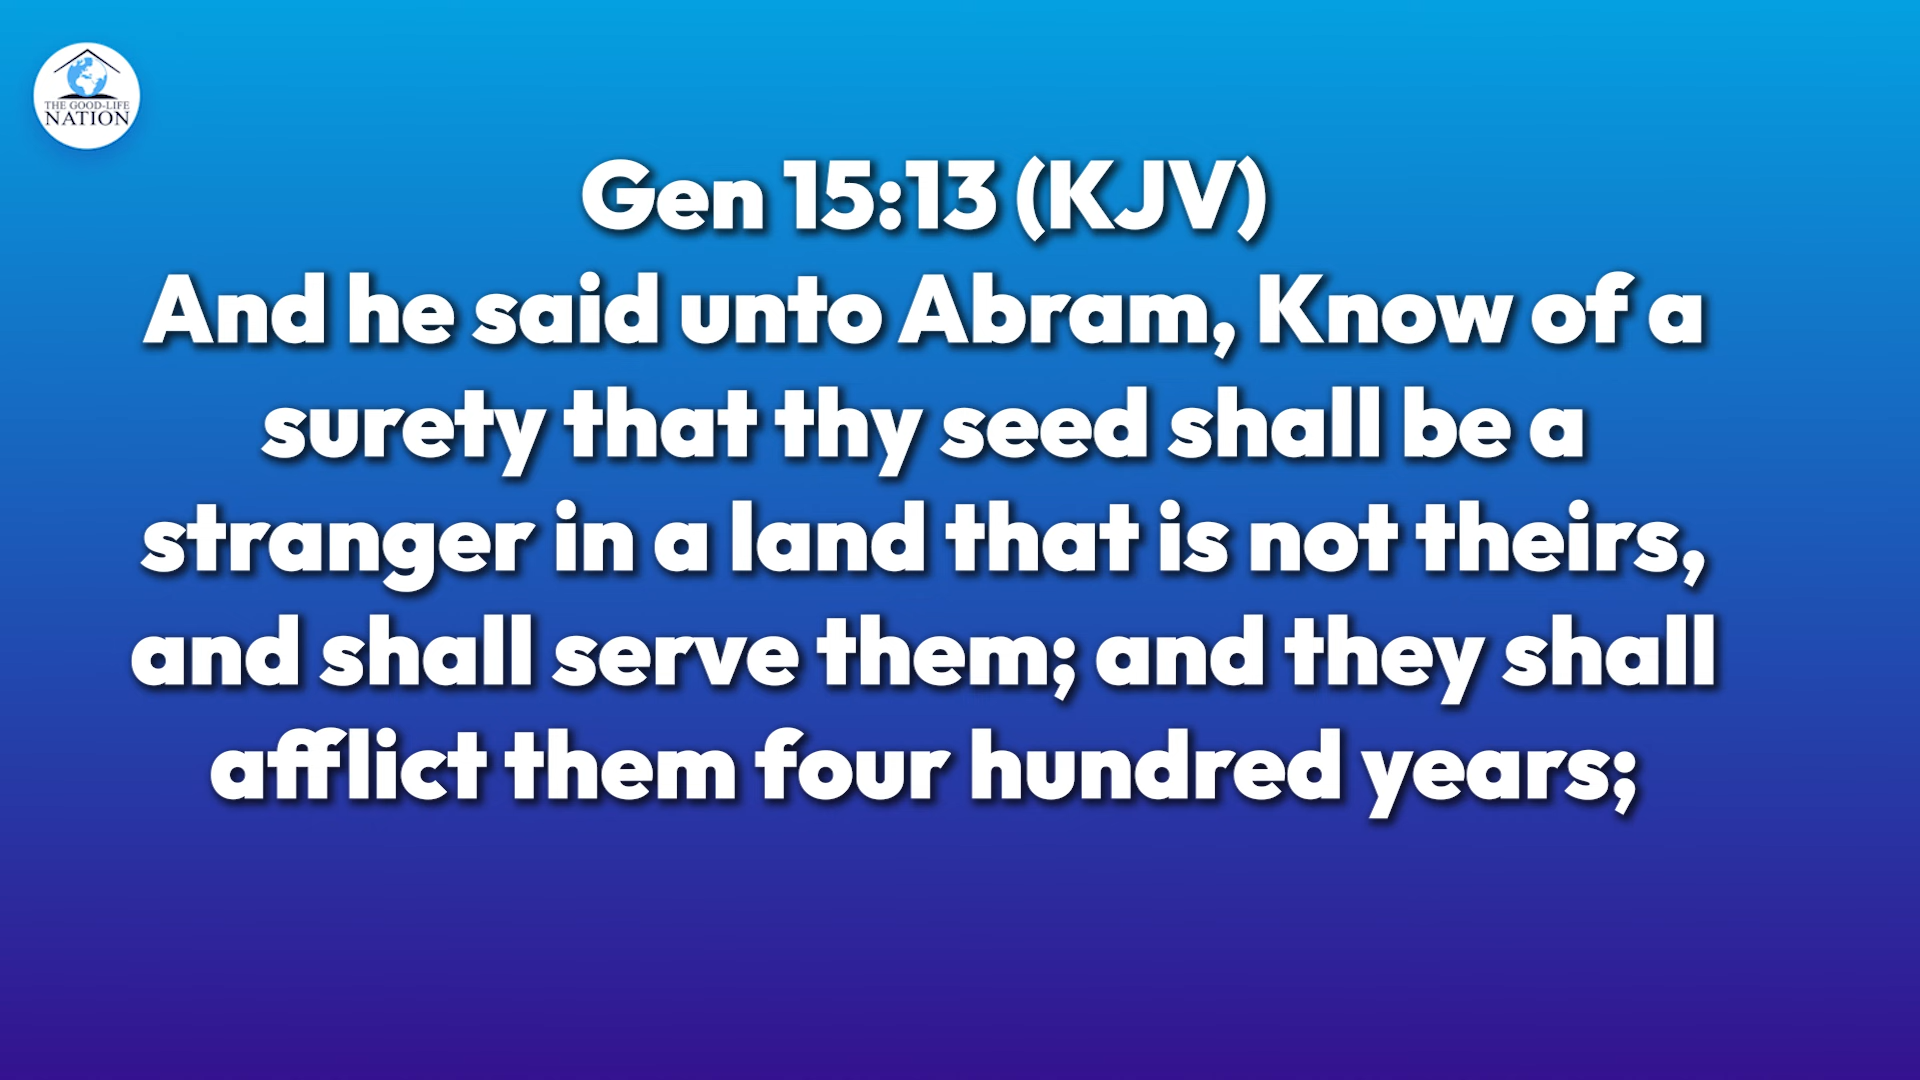 THE GOOD-LIFE
NATION
Gen 15:13 (KJV)
And he said unto Abram, Know of a
surety that thy seed shall be a
stranger in a land that is not theirs,
and shall serve them; and they shall
afflict them four hundred years;